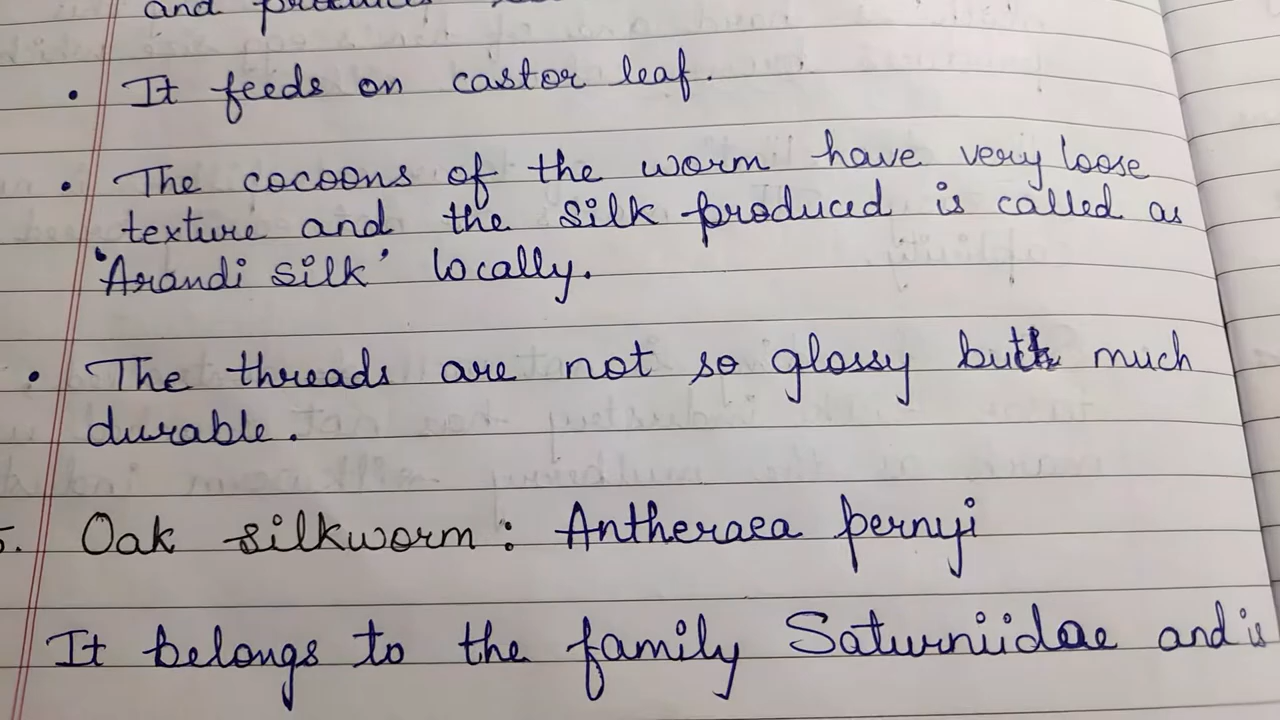 and
• It feeds on castor leaf.
• The cocoons of the worm have very loose
texture and the silk produced is called as
'Arandi silk' locally.
• The threads are not so glossy but much
durable.
5. Oak silkworm: Antheraea pernyi
It belongs to the family Saturniidae and is